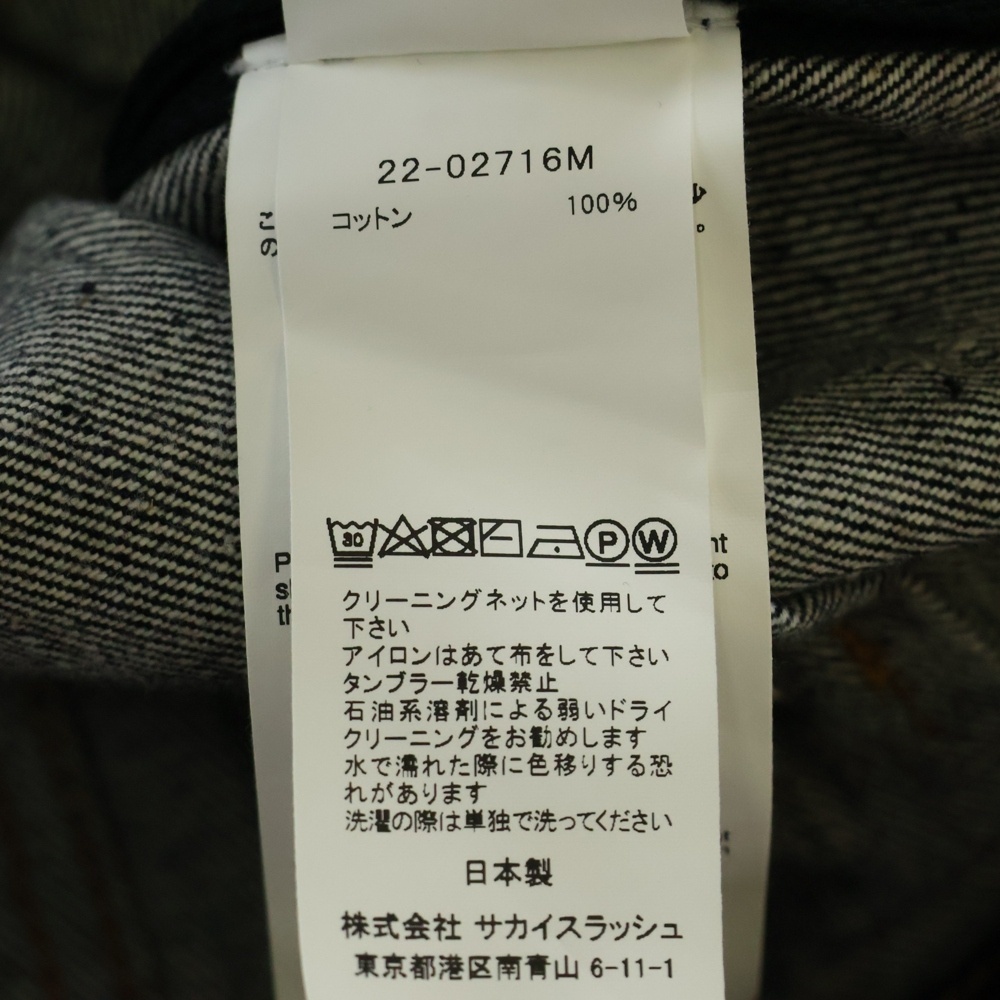 22-02716M
コットン 100%
30
P W
クリーニングネットを使用して
下さい
アイロンはあて布をして下さい
タンブラー乾燥禁止
石油系溶剤による弱いドライ
クリーニングをお勧めします
水で濡れた際に色移りする恐
れがあります
洗濯の際は単独で洗ってください
日本製
株式会社 サカイスラッシュ
東京都港区南青山 6-11-1